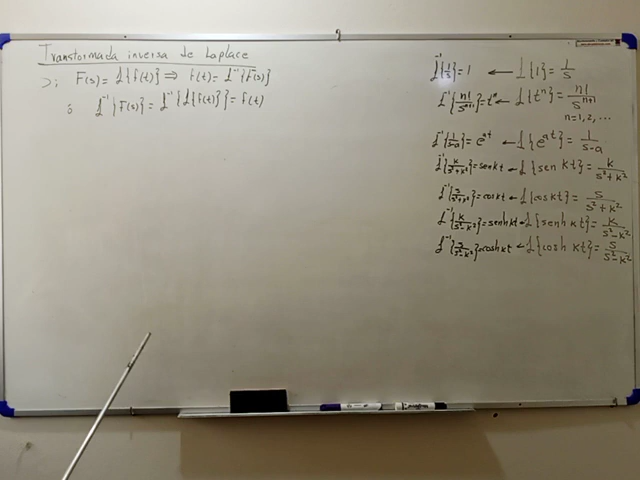 Transformada inversa de Laplace
Si F(s) = L{f(t)} ⇒ f(t) = L⁻¹{F(s)}
ó L⁻¹{F(s)} = L⁻¹{L{f(t)}} = f(t)
L⁻¹{1/s} = 1 ← L{1} = 1/s
L⁻¹{n!/sⁿ⁺¹} = tⁿ ← L{tⁿ} = n!/sⁿ⁺¹
n = 1, 2, ...
L⁻¹{1/(s-a)} = eᵃᵗ ← L{eᵃᵗ} = 1/(s-a)
L⁻¹{k/(s²+k²)} = sen kt ← L{sen kt} = k/(s²+k²)
L⁻¹{s/(s²+k²)} = cos kt ← L{cos kt} = s/(s²+k²)
L⁻¹{k/(s²-k²)} = senh kt ← L{senh kt} = k/(s²-k²)
L⁻¹{s/(s²-k²)} = cosh kt ← L{cosh kt} = s/(s²-k²)